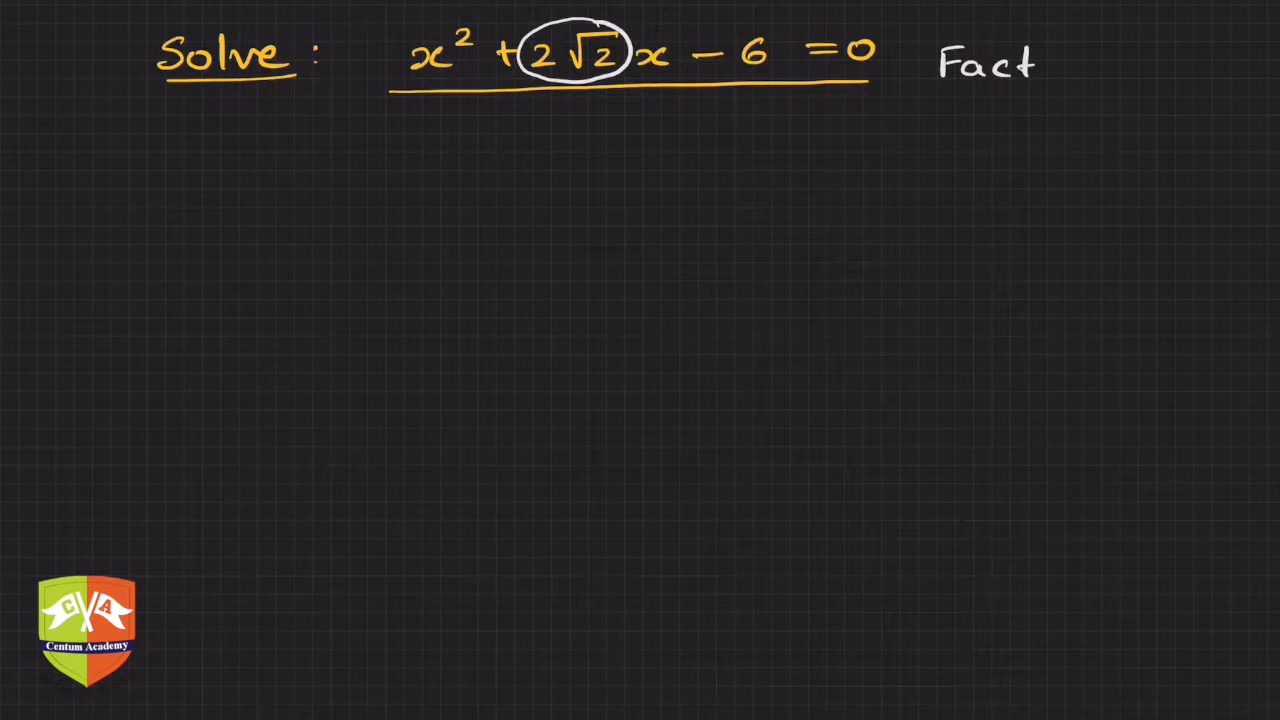 Solve : x² + 2√2 x − 6 = 0 Fact
C A
Centum Academy